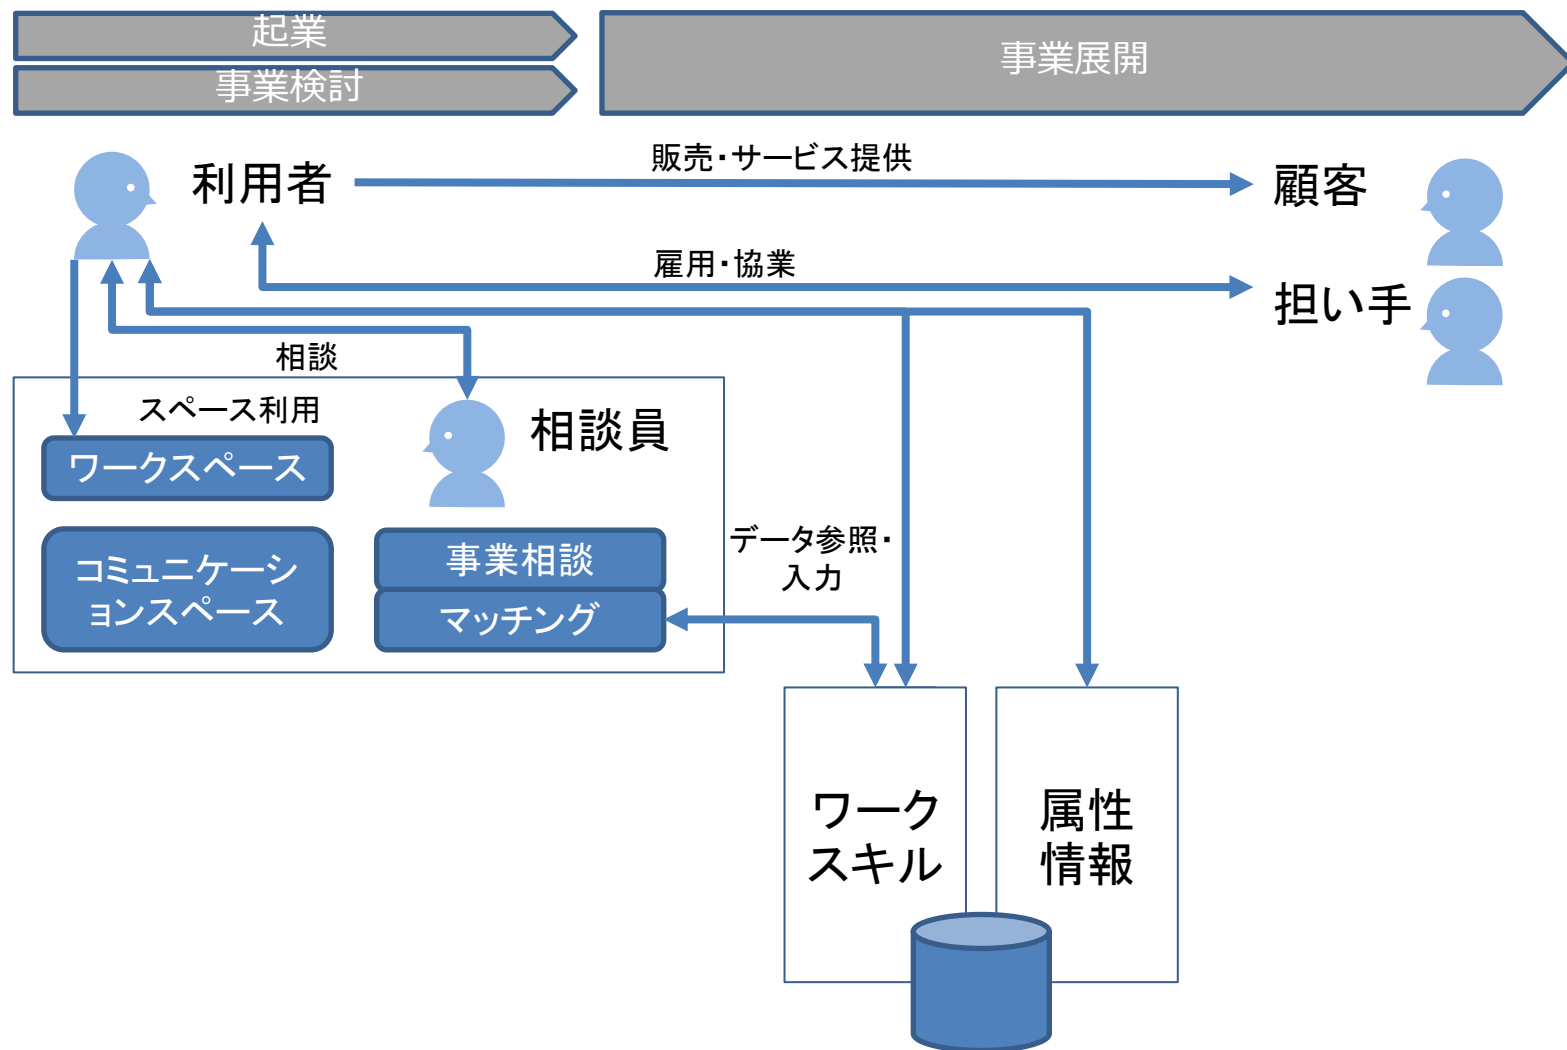 起業
事業検討
事業展開
利用者
販売・サービス提供
顧客
雇用・協業
担い手
相談
スペース利用
相談員
ワークスペース
コミュニケーシ
ョンスペース
事業相談
マッチング
データ参照・
入力
ワーク
スキル
属性
情報